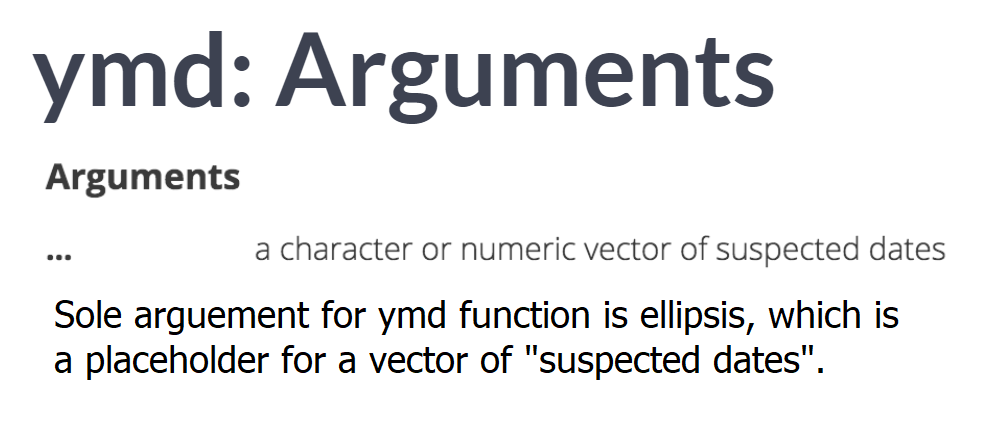 ymd: Arguments
Arguments
... a character or numeric vector of suspected dates
Sole arguement for ymd function is ellipsis, which is
a placeholder for a vector of "suspected dates".